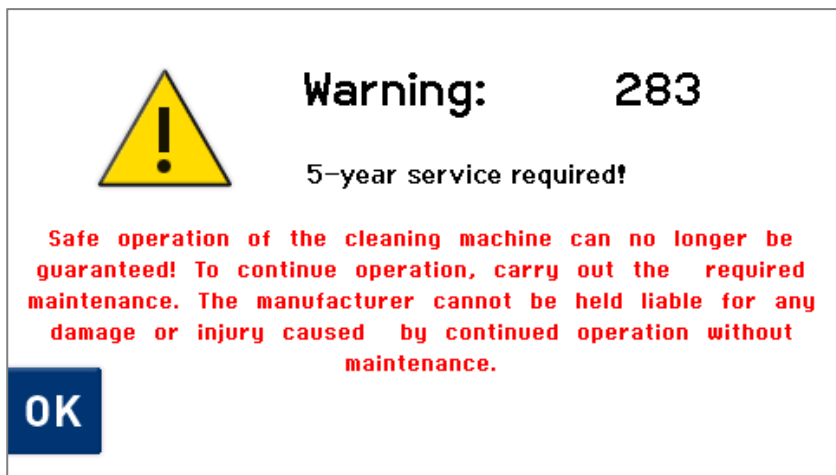 Warning: 283
5-year service required!
Safe operation of the cleaning machine can no longer be
guaranteed! To continue operation, carry out the required
maintenance. The manufacturer cannot be held liable for any
damage or injury caused by continued operation without
maintenance.
OK